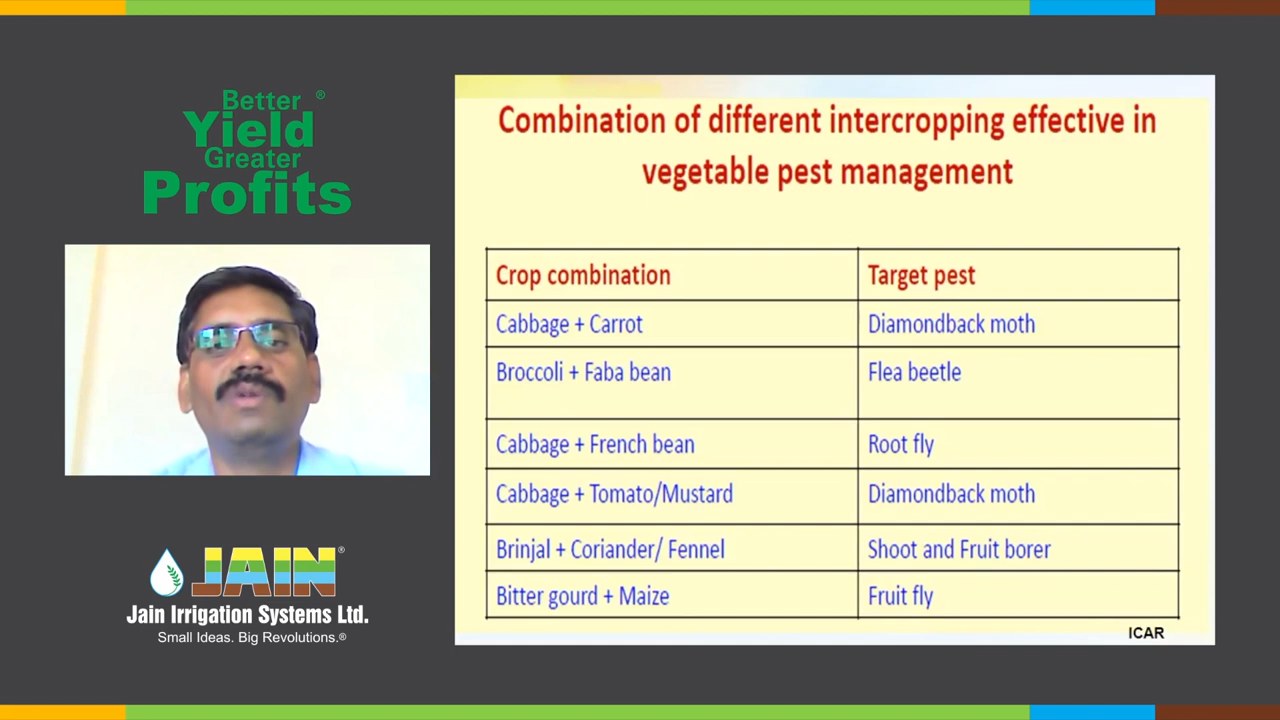 Better ®
Yield
Greater
Profits
JAIN®
Jain Irrigation Systems Ltd.
Small Ideas. Big Revolutions.®
Combination of different intercropping effective in
vegetable pest management
Crop combination Target pest
Cabbage + Carrot Diamondback moth
Broccoli + Faba bean Flea beetle
Cabbage + French bean Root fly
Cabbage + Tomato/Mustard Diamondback moth
Brinjal + Coriander/ Fennel Shoot and Fruit borer
Bitter gourd + Maize Fruit fly
ICAR